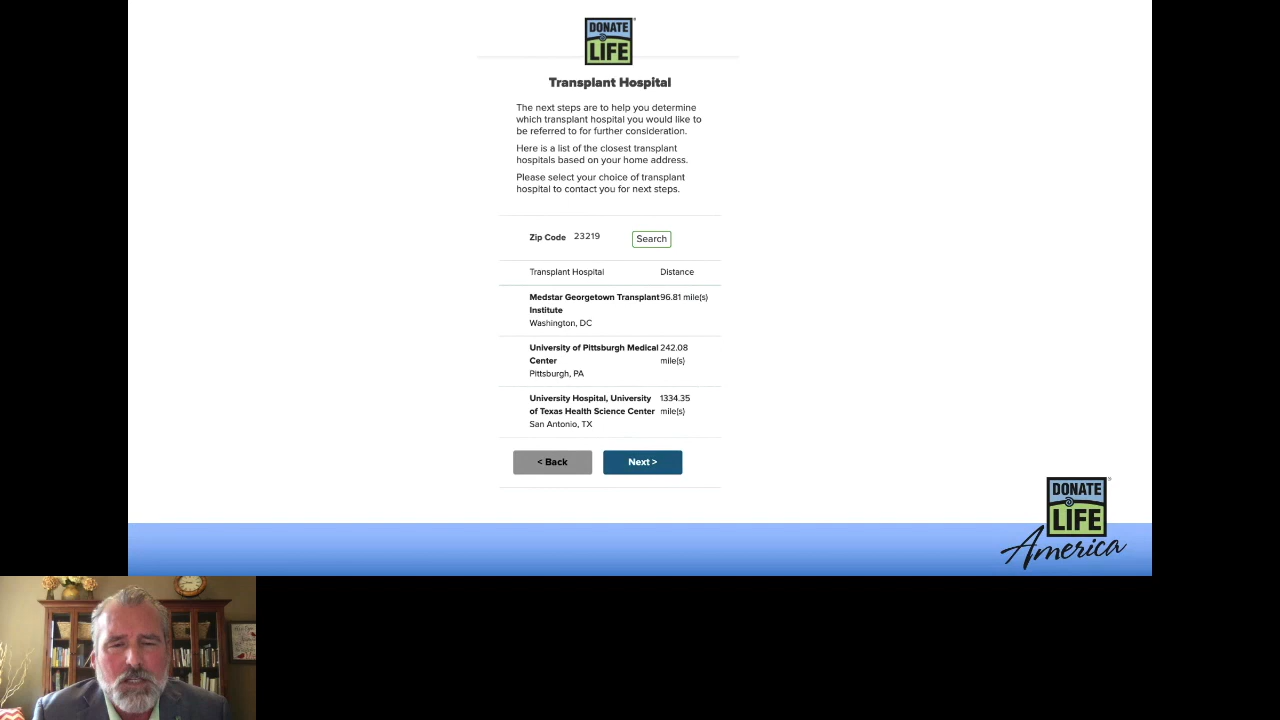 DONATE
LIFE
Transplant Hospital
The next steps are to help you determine
which transplant hospital you would like to
be referred to for further consideration.
Here is a list of the closest transplant
hospitals based on your home address.
Please select your choice of transplant
hospital to contact you for next steps.
Zip Code 23219 Search
Transplant Hospital Distance
Medstar Georgetown Transplant 96.81 mile(s)
Institute
Washington, DC
University of Pittsburgh Medical 242.08
Center mile(s)
Pittsburgh, PA
University Hospital, University 1334.35
of Texas Health Science Center mile(s)
San Antonio, TX
< Back Next >
DONATE
LIFE
America